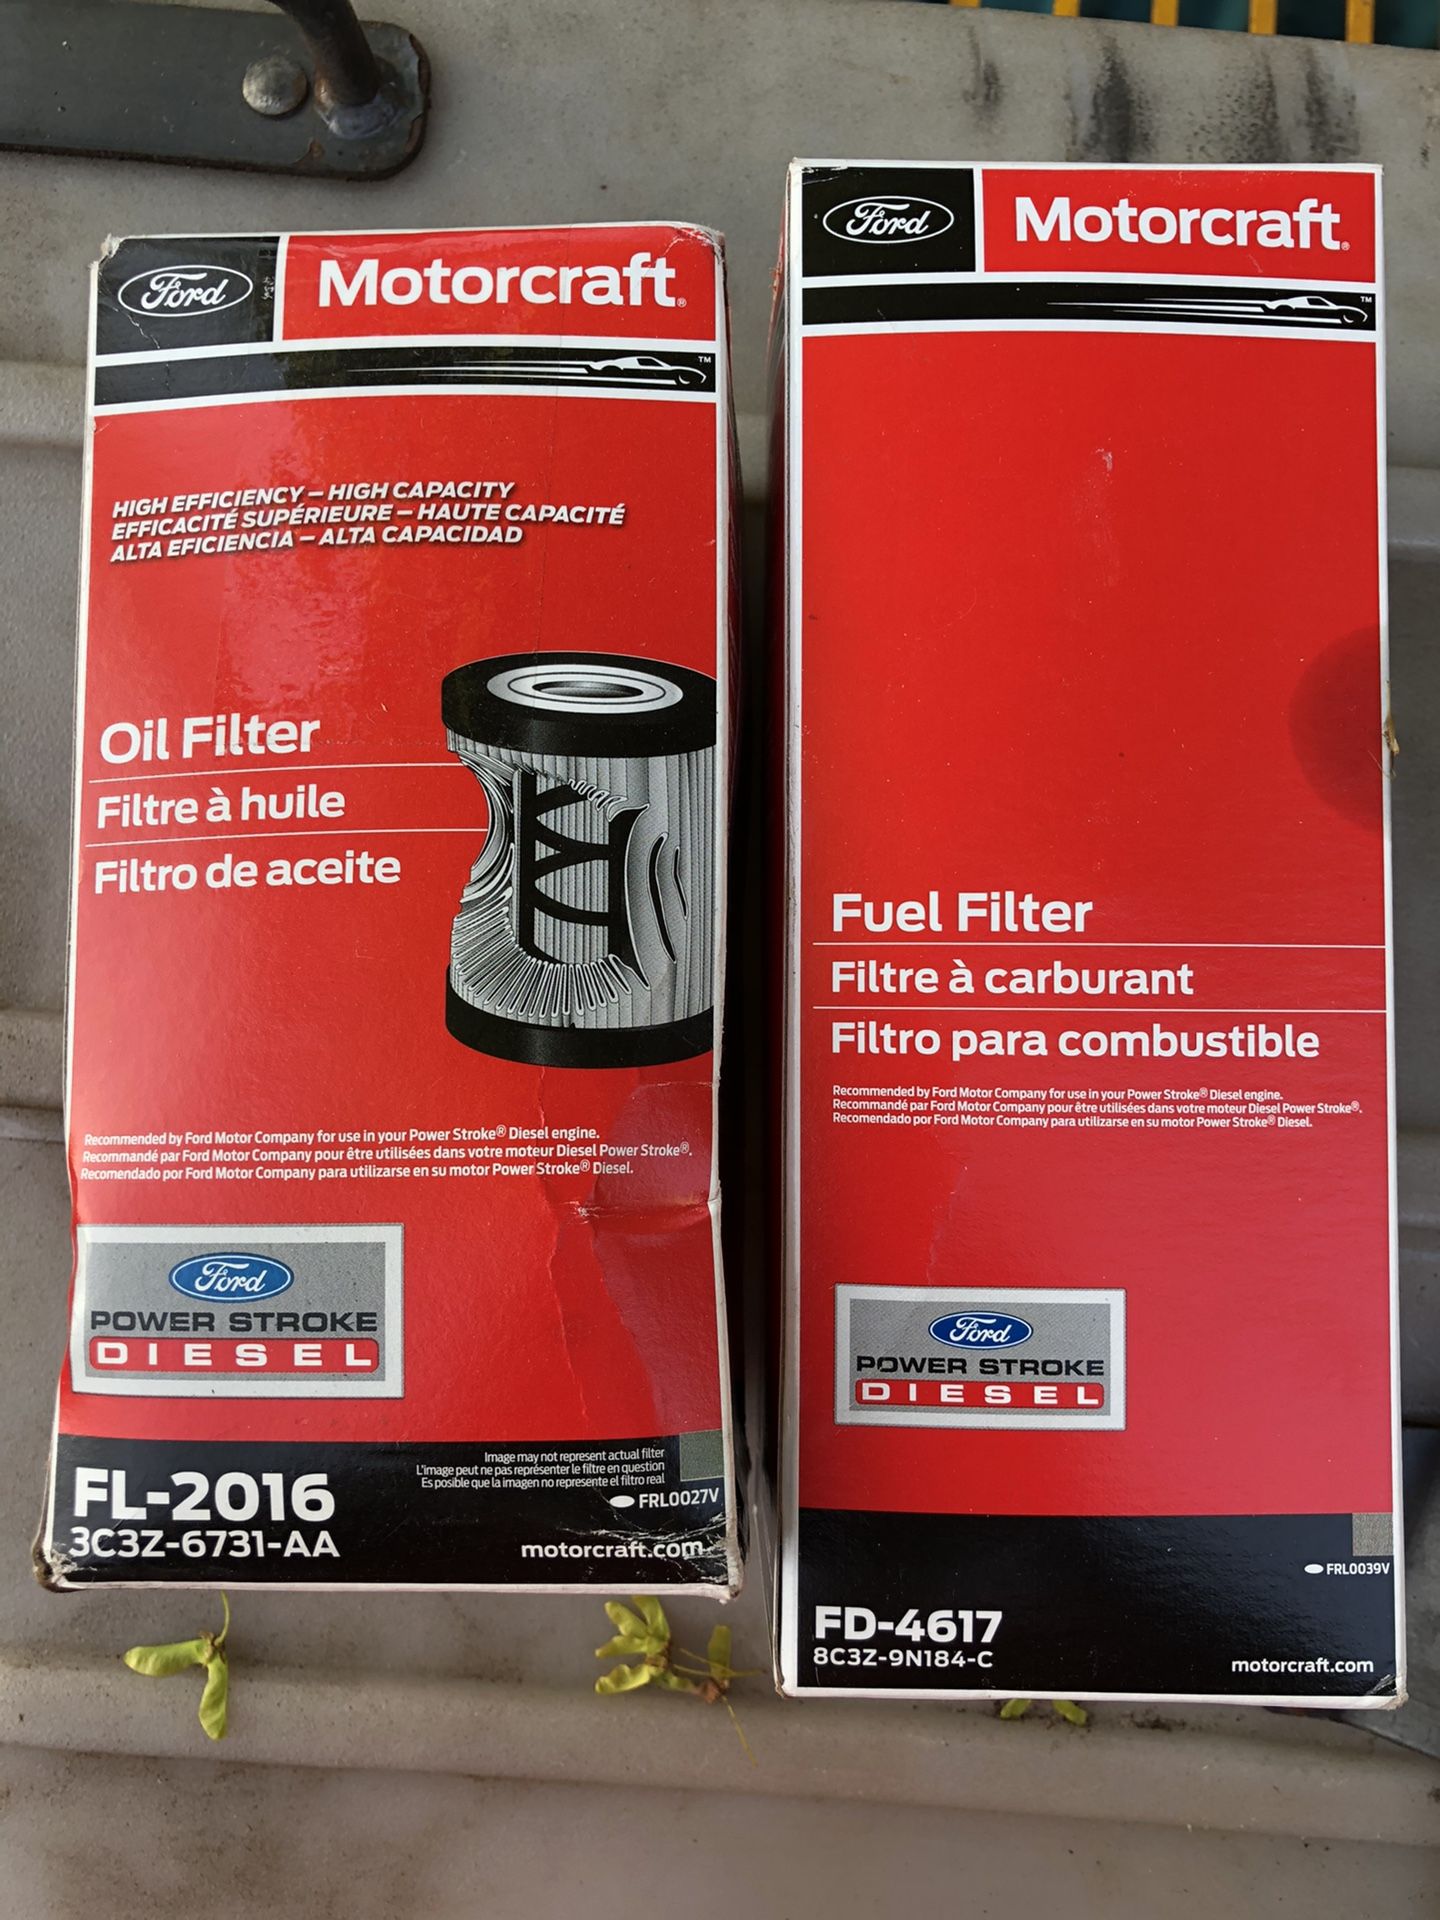 Ford
Motorcraft®
™
HIGH EFFICIENCY – HIGH CAPACITY
EFFICACITÉ SUPÉRIEURE – HAUTE CAPACITÉ
ALTA EFICIENCIA – ALTA CAPACIDAD
Oil Filter
Filtre à huile
Filtro de aceite
Recommended by Ford Motor Company for use in your Power Stroke® Diesel engine.
Recommandé par Ford Motor Company pour être utilisées dans votre moteur Diesel Power Stroke®.
Recomendado por Ford Motor Company para utilizarse en su motor Power Stroke® Diesel.
Ford
POWER STROKE
DIESEL
Image may not represent actual filter
L'image peut ne pas représenter le filtre en question
Es posible que la imagen no represente el filtro real
FRL0027V
FL-2016
3C3Z-6731-AA
motorcraft.com
Ford
Motorcraft®
™
Fuel Filter
Filtre à carburant
Filtro para combustible
Recommended by Ford Motor Company for use in your Power Stroke® Diesel engine.
Recommandé par Ford Motor Company pour être utilisées dans votre moteur Diesel Power Stroke®.
Recomendado por Ford Motor Company para utilizarse en su motor Power Stroke® Diesel.
Ford
POWER STROKE
DIESEL
FRL0039V
FD-4617
8C3Z-9N184-C
motorcraft.com